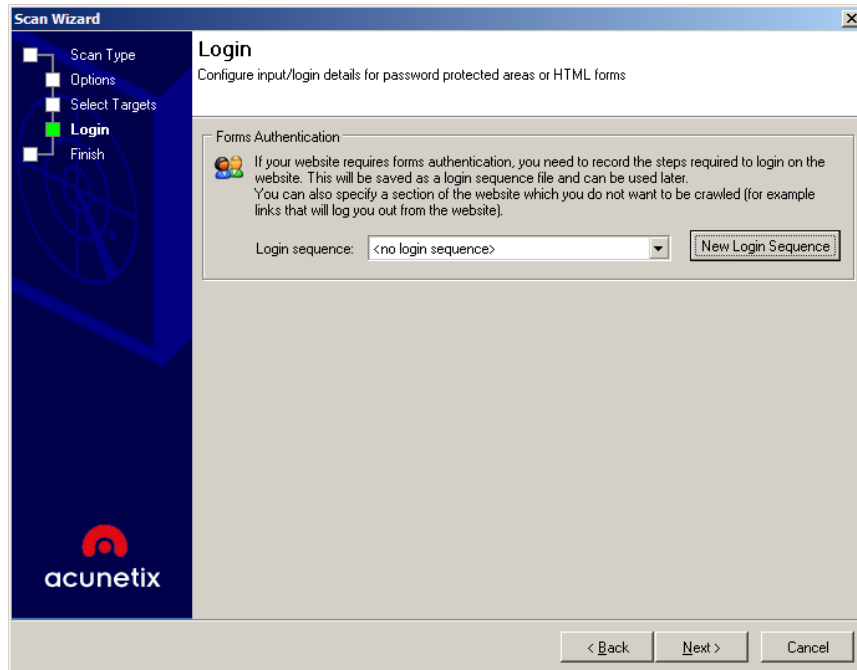 Scan Wizard
Scan Type
Options
Select Targets
Login
Finish
acunetix
Login
Configure input/login details for password protected areas or HTML forms
Forms Authentication
If your website requires forms authentication, you need to record the steps required to login on the
website. This will be saved as a login sequence file and can be used later.
You can also specify a section of the website which you do not want to be crawled (for example
links that will log you out from the website).
Login sequence: <no login sequence> New Login Sequence
< Back Next > Cancel